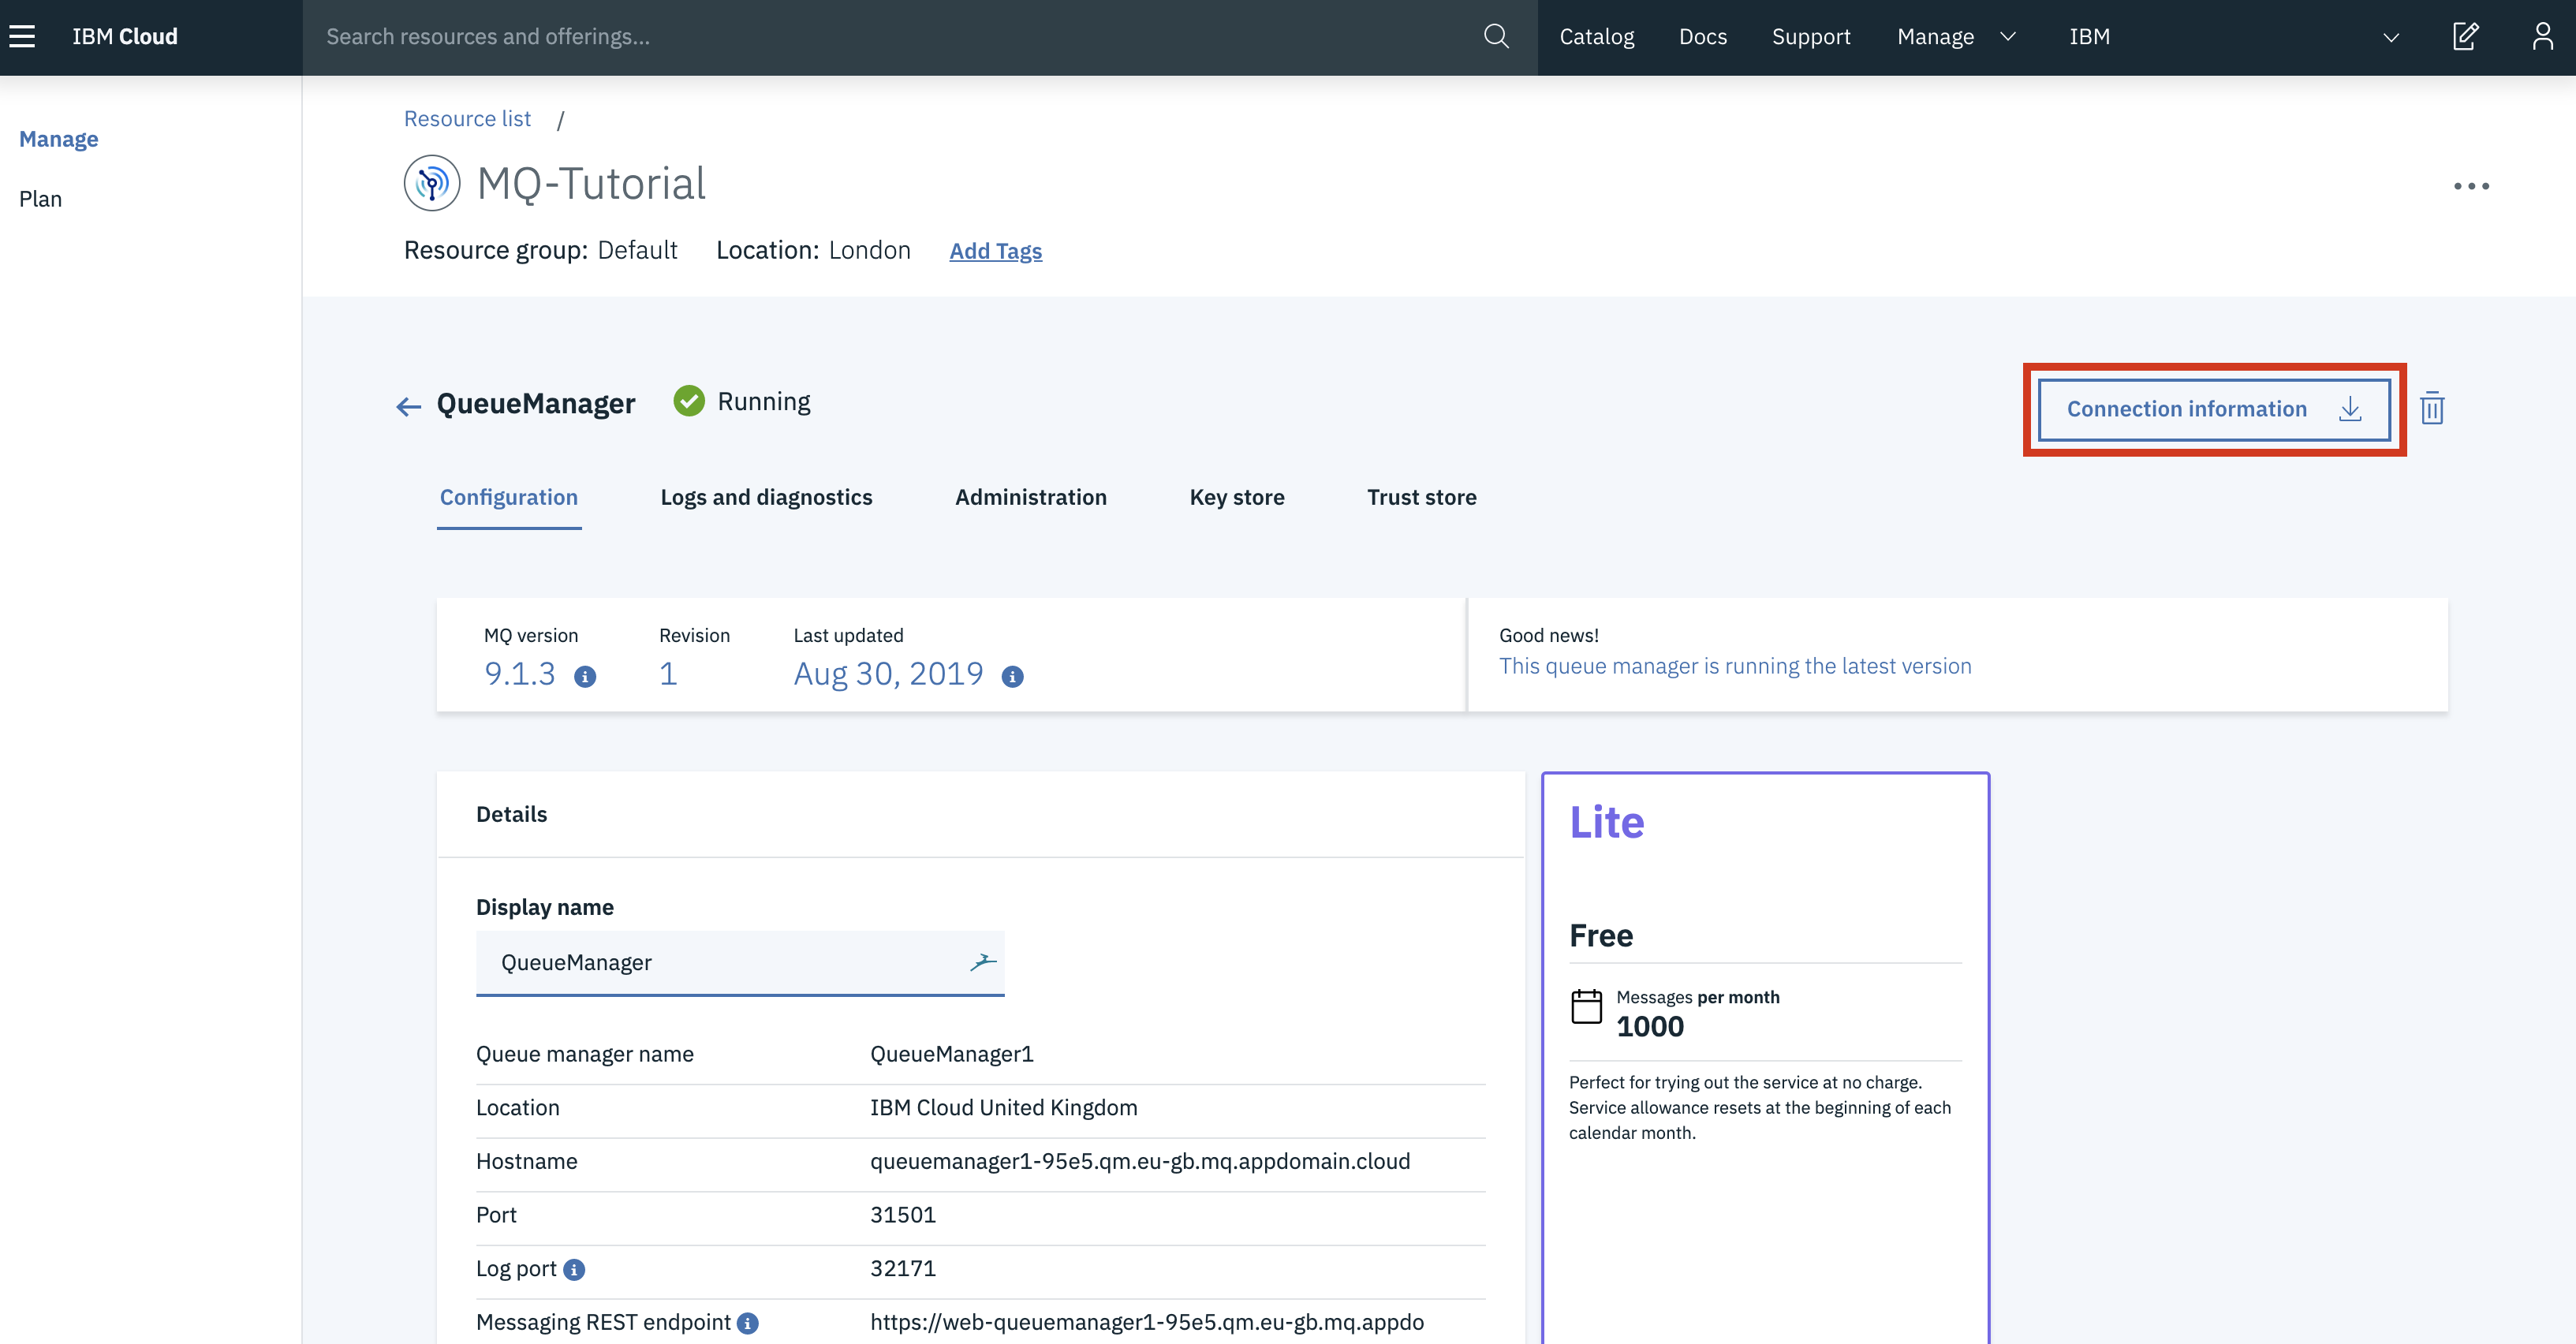 IBM Cloud
Search resources and offerings...
Catalog
Docs
Support
Manage
IBM
Manage
Plan
Resource list /
MQ-Tutorial
Resource group: Default Location: London Add Tags
QueueManager
Running
Connection information
Configuration
Logs and diagnostics
Administration
Key store
Trust store
MQ version
9.1.3
Revision
1
Last updated
Aug 30, 2019
Good news!
This queue manager is running the latest version
Details
Display name
QueueManager
Queue manager name QueueManager1
Location IBM Cloud United Kingdom
Hostname queuemanager1-95e5.qm.eu-gb.mq.appdomain.cloud
Port 31501
Log port 32171
Messaging REST endpoint https://web-queuemanager1-95e5.qm.eu-gb.mq.appdo
Lite
Free
Messages per month
1000
Perfect for trying out the service at no charge.
Service allowance resets at the beginning of each
calendar month.